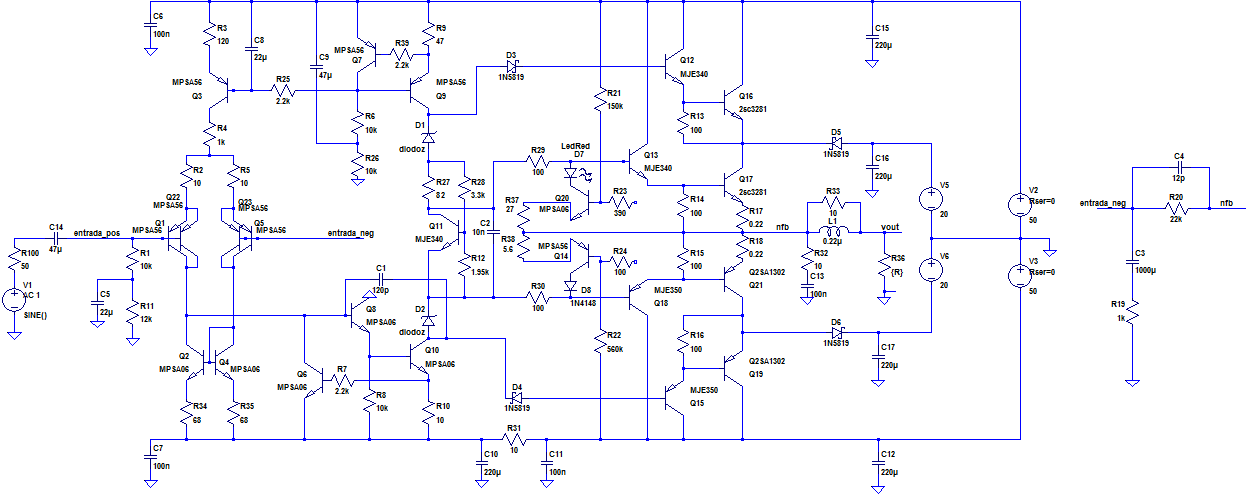 C6
100n
R3
120
C8
22µ
C9
47µ
MPSA56
Q7
R39
2.2k
R9
47
MPSA56
Q3
R25
2.2k
MPSA56
Q9
D3
1N5819
Q12
MJE340
Q16
2sc3281
C15
220µ
R21
150k
R13
100
R6
10k
R26
10k
R4
1k
D1
diodoz
R2
10
R5
10
R27
82
R28
3.3k
Q11
MJE340
R12
1.95k
C2
10n
R29
100
LedRed
D7
Q13
MJE340
Q17
2sc3281
D5
1N5819
C16
220µ
V5
20
V2
Rser=0
50
C4
12p
R20
22k
entrada_neg
nfb
Q20
MPSA06
R23
390
R37
27
R38
5.6
MPSA56
Q14
R24
100
R14
100
R17
0.22
R18
0.22
R15
100
nfb
R33
10
L1
0.22µ
vout
R32
10
C13
100n
R36
{R}
V6
20
V3
Rser=0
50
C3
1000µ
R19
1k
Q22
MPSA56
Q1
Q23
MPSA56
Q5
MPSA56
entrada_pos
entrada_neg
C14
47µ
R100
50
V1
AC 1
SINE()
R1
10k
C5
22µ
R11
12k
C1
120p
Q8
MPSA06
D2
diodoz
R30
100
D8
1N4148
MJE350
Q18
Q2SA1302
Q21
R22
560k
R16
100
D6
1N5819
C17
220µ
Q2
MPSA06
Q4
MPSA06
Q6
MPSA06
R7
2.2k
Q10
MPSA06
R8
10k
R10
10
D4
1N5819
MJE350
Q15
Q2SA1302
Q19
R34
68
R35
68
C7
100n
R31
10
C10
220µ
C11
100n
C12
220µ